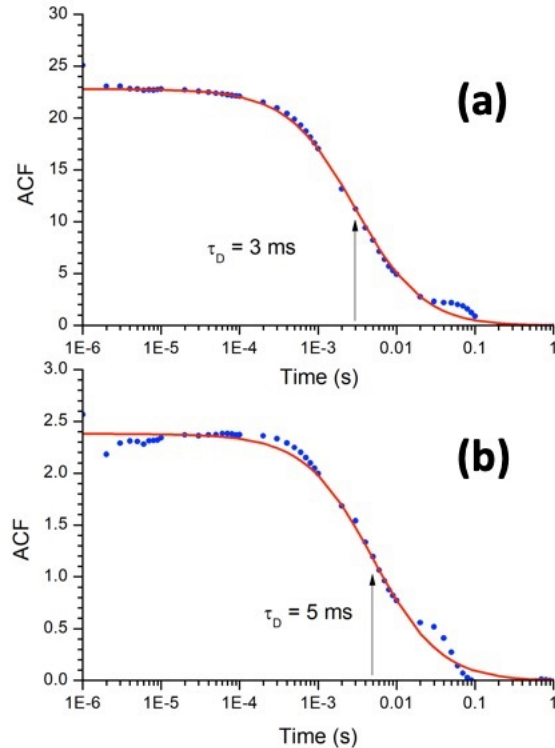 30
25
(a)
20
15
ACF
10
τD = 3 ms
5
0
1E-6 1E-5 1E-4 1E-3 0.01 0.1 1
Time (s)
3.0
2.5
(b)
2.0
1.5
ACF
1.0
τD = 5 ms
0.5
0.0
1E-6 1E-5 1E-4 1E-3 0.01 0.1 1
Time (s)